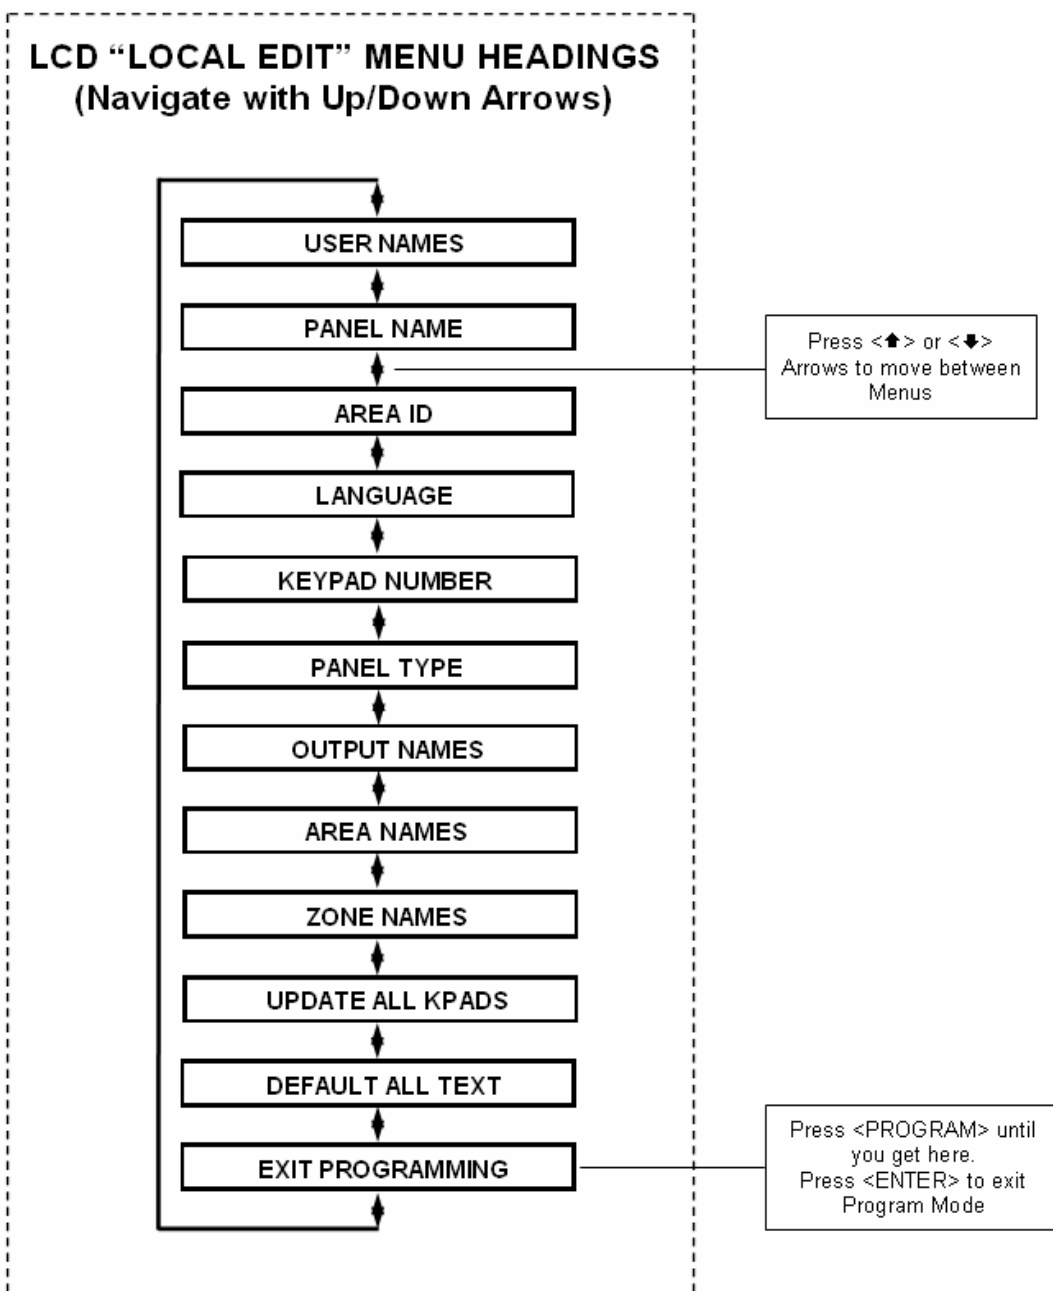 LCD “LOCAL EDIT” MENU HEADINGS
(Navigate with Up/Down Arrows)
USER NAMES
PANEL NAME
Press <🡅> or <🡇>
Arrows to move between
Menus
AREA ID
LANGUAGE
KEYPAD NUMBER
PANEL TYPE
OUTPUT NAMES
AREA NAMES
ZONE NAMES
UPDATE ALL KPADS
DEFAULT ALL TEXT
EXIT PROGRAMMING
Press <PROGRAM> until
you get here.
Press <ENTER> to exit
Program Mode